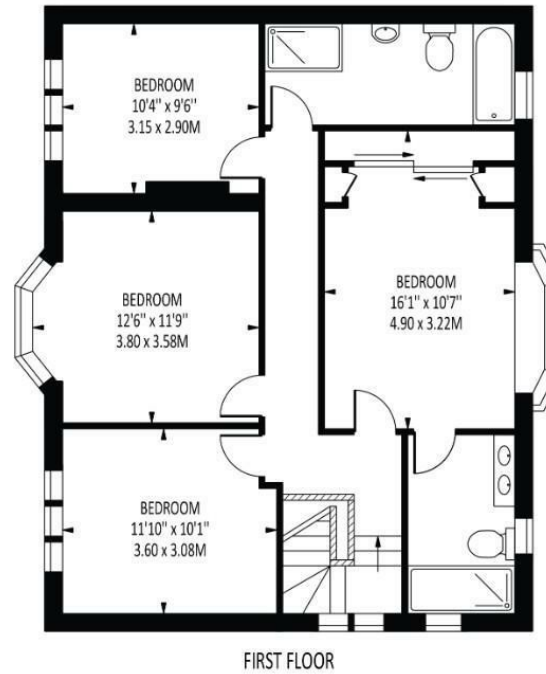 BEDROOM
10'4" x 9'6"
3.15 x 2.90M
BEDROOM
16'1" x 10'7"
4.90 x 3.22M
BEDROOM
12'6" x 11'9"
3.80 x 3.58M
BEDROOM
11'10" x 10'1"
3.60 x 3.08M
FIRST FLOOR